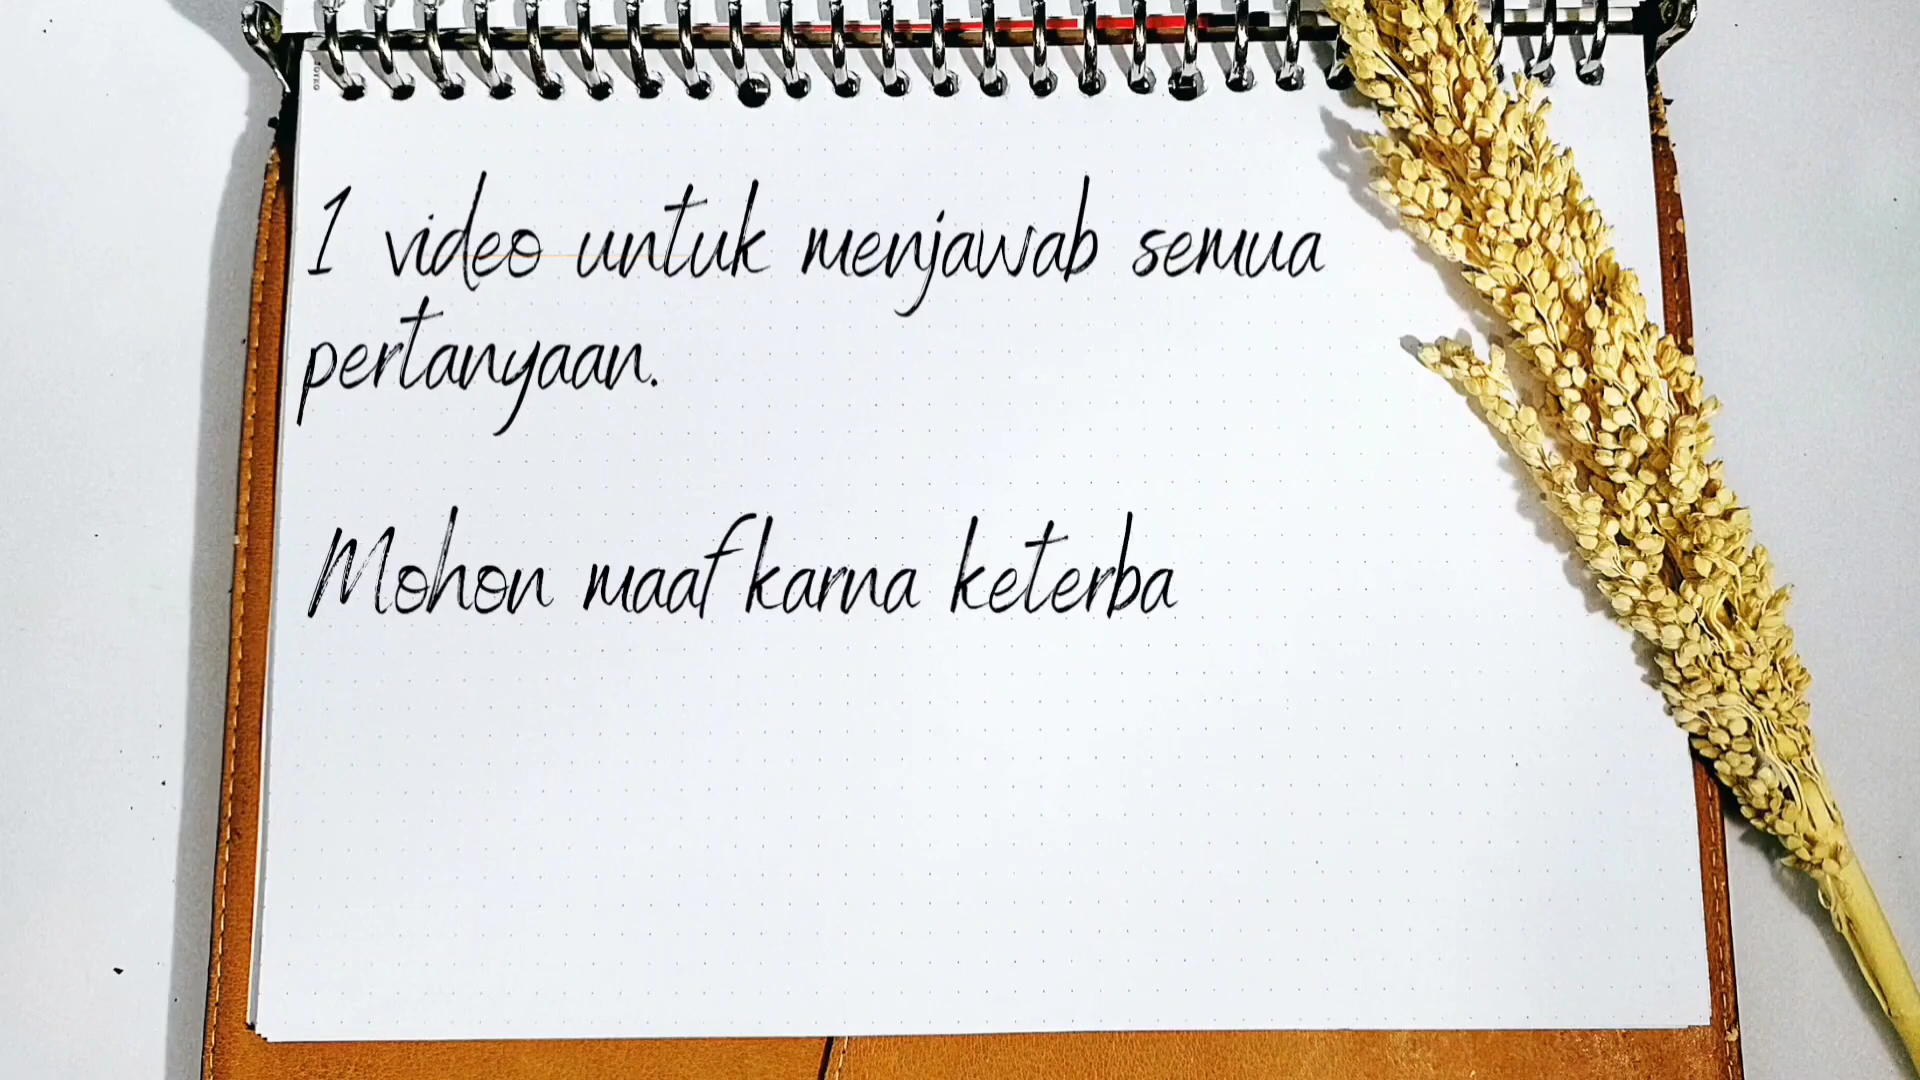 1 video untuk menjawab semua
pertanyaan.
Mohon maaf karna keterba